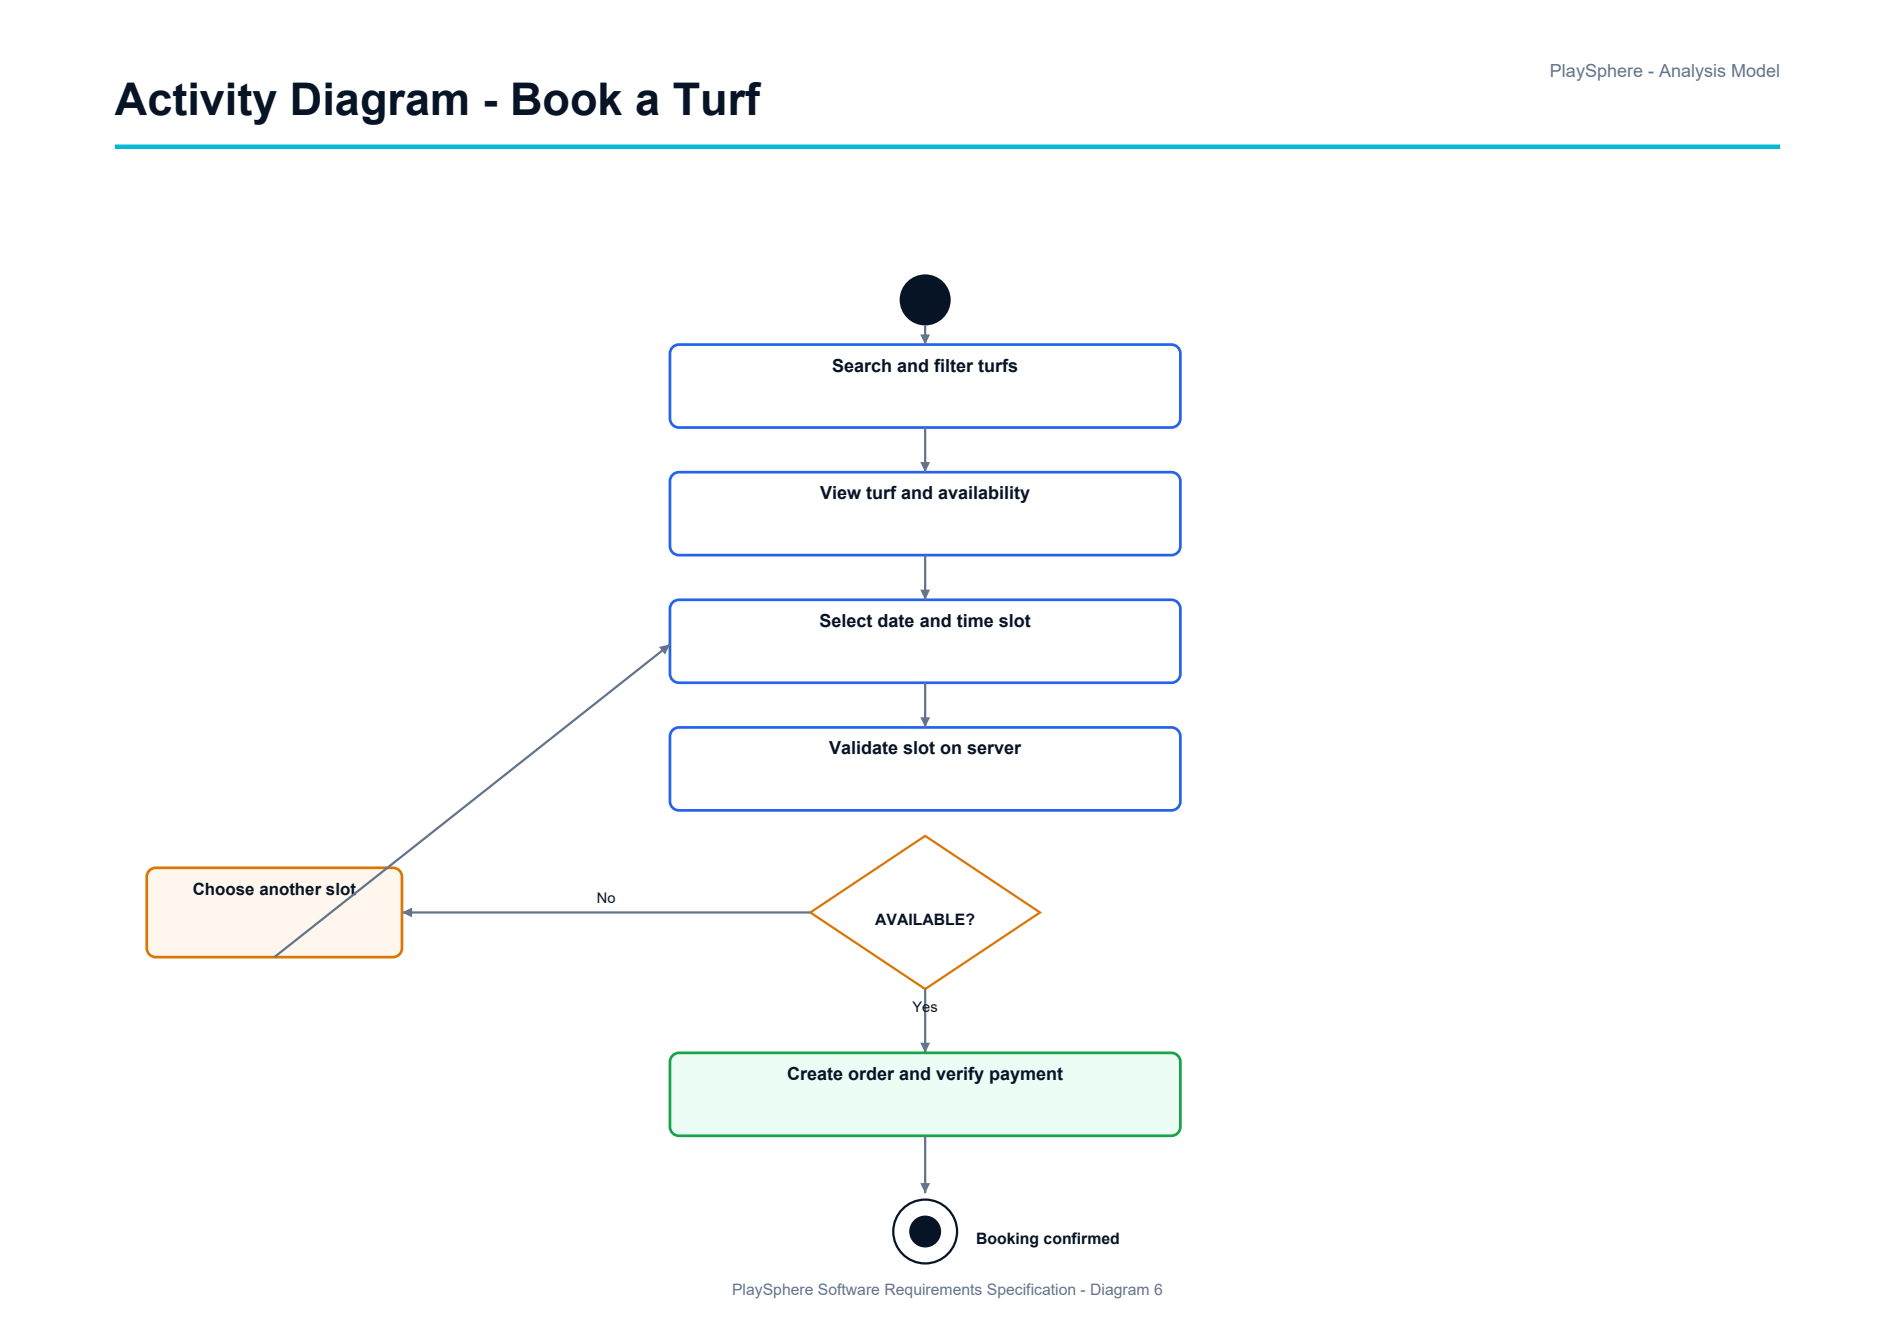 PlaySphere - Analysis Model
Activity Diagram - Book a Turf
Search and filter turfs
View turf and availability
Select date and time slot
Validate slot on server
Choose another slot
No
AVAILABLE?
Yes
Create order and verify payment
Booking confirmed
PlaySphere Software Requirements Specification - Diagram 6